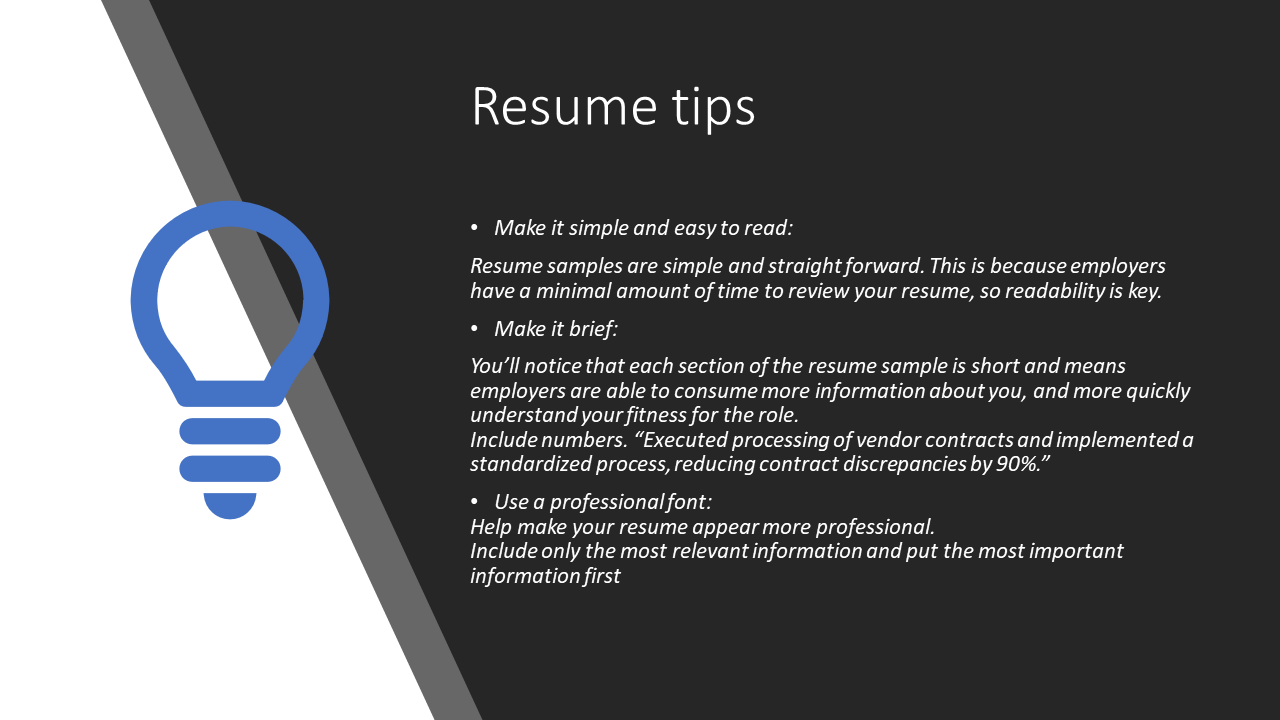 Resume tips
• Make it simple and easy to read:
Resume samples are simple and straightforward. This is because employers
have a minimal amount of time to review your resume, so readability is key.
• Make it brief:
You’ll notice that each section of the resume sample is short and means
employers are able to consume more information about you, and more quickly
understand your fitness for the role.
Include numbers. “Executed processing of vendor contracts and implemented a
standardized process, reducing contract discrepancies by 90%.”
• Use a professional font:
Help make your resume appear more professional.
Include only the most relevant information and put the most important
information first